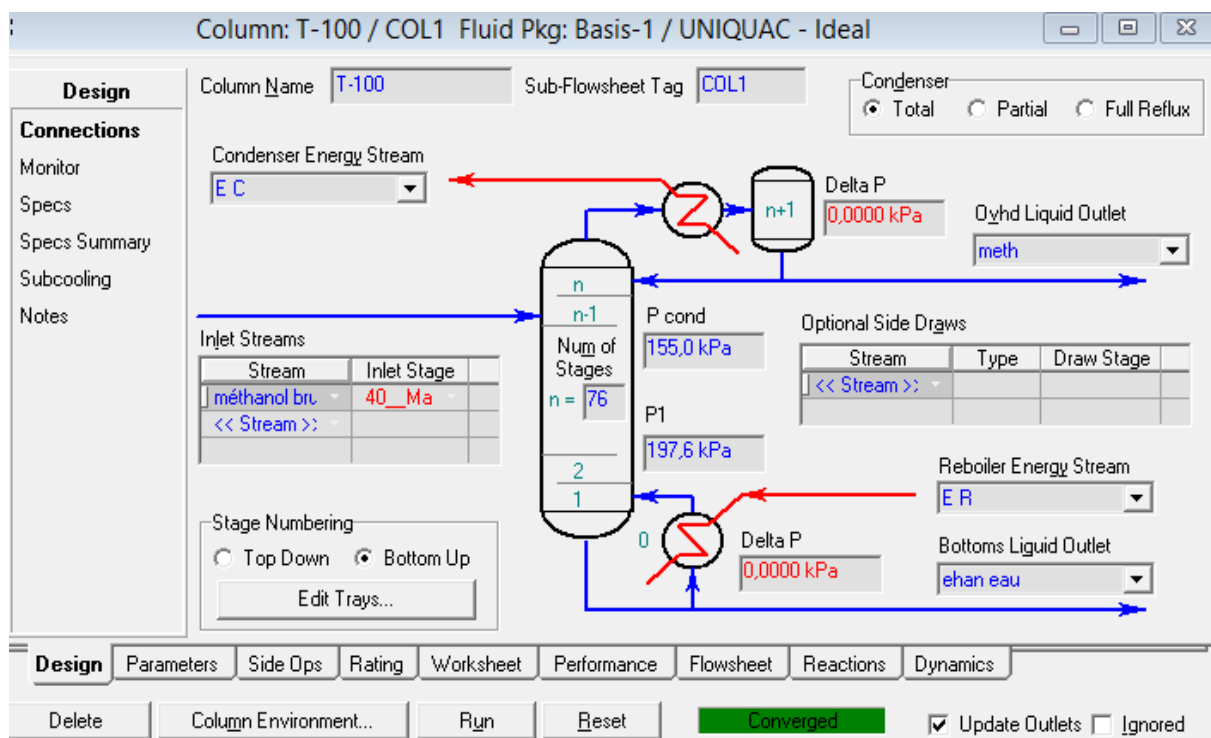 Column: T-100 / COL1 Fluid Pkg: Basis-1 / UNIQUAC - Ideal
Design
Connections
Monitor
Specs
Specs Summary
Subcooling
Notes
Column Name T-100
Sub-Flowsheet Tag COL1
Condenser
Total Partial Full Reflux
Condenser Energy Stream
E C
n+1
Delta P
0,0000 kPa
Ovhd Liquid Outlet
meth
n
n-1
Num of
Stages
n = 76
2
1
P cond
155,0 kPa
P1
197,6 kPa
Inlet Streams
Stream Inlet Stage
méthanol bru 40__Ma
<< Stream >>
Optional Side Draws
Stream Type Draw Stage
<< Stream >>
Stage Numbering
Top Down Bottom Up
Edit Trays...
0
Delta P
0,0000 kPa
Reboiler Energy Stream
E R
Bottoms Liquid Outlet
ehan eau
Design Parameters Side Ops Rating Worksheet Performance Flowsheet Reactions Dynamics
Delete Column Environment... Run Reset Converged Update Outlets Ignored